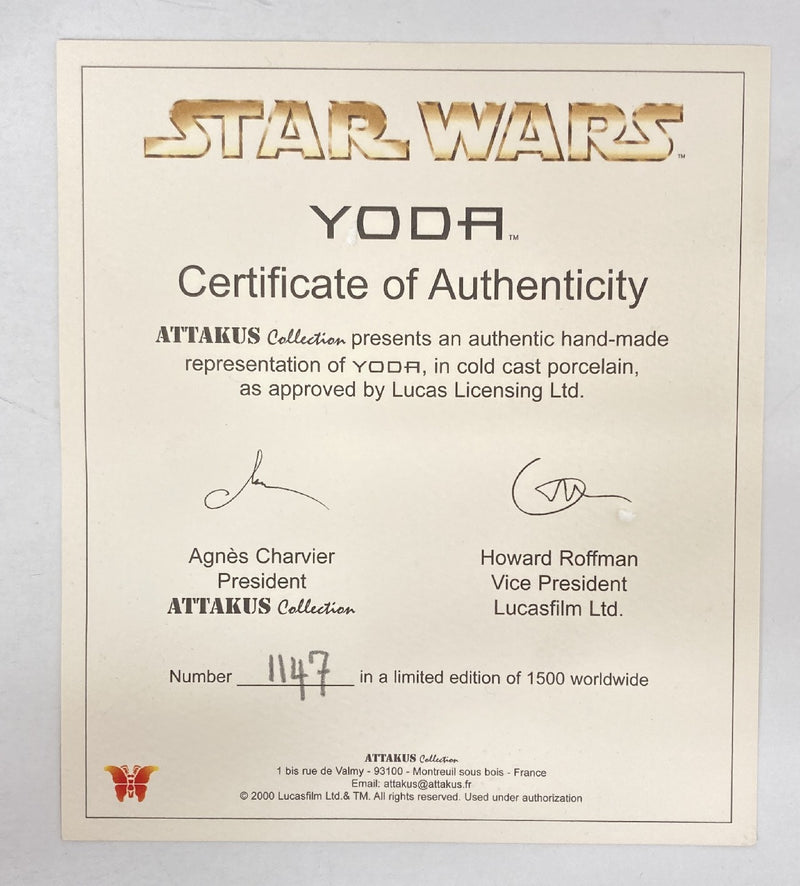 STAR WARS™
YODA™
Certificate of Authenticity
ATTAKUS Collection presents an authentic hand-made
representation of YODA, in cold cast porcelain,
as approved by Lucas Licensing Ltd.
Agnès Charvier
President
ATTAKUS Collection
Howard Roffman
Vice President
Lucasfilm Ltd.
Number 1147 in a limited edition of 1500 worldwide
ATTAKUS Collection
1 bis rue de Valmy - 93100 - Montreuil sous bois - France
Email: attakus@attakus.fr
© 2000 Lucasfilm Ltd.& TM. All rights reserved. Used under authorization